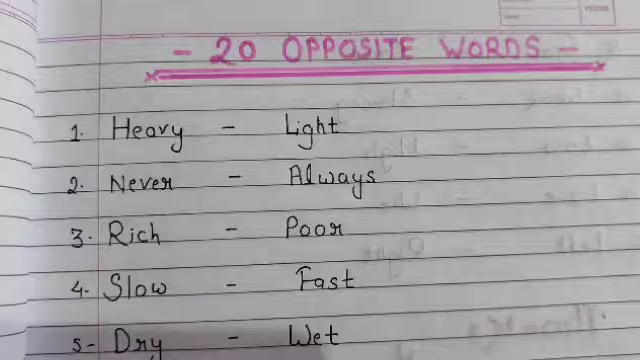 - 20 OPPOSITE WORDS -
1. Heavy - Light
2. Never - Always
3. Rich - Poor
4. Slow - Fast
5- Dry - Wet